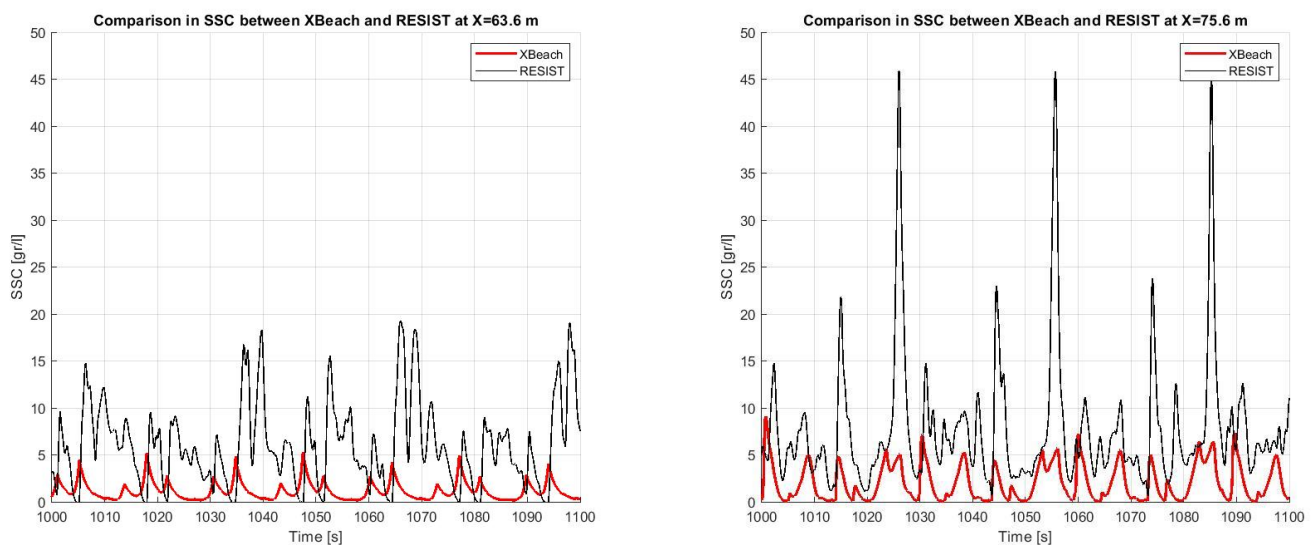 Comparison in SSC between XBeach and RESIST at X=63.6 m
50
45
40
35
30
25
20
15
10
5
0
SSC [gr/l]
XBeach
RESIST
1000 1010 1020 1030 1040 1050 1060 1070 1080 1090 1100
Time [s]
Comparison in SSC between XBeach and RESIST at X=75.6 m
50
45
40
35
30
25
20
15
10
5
0
SSC [gr/l]
XBeach
RESIST
1000 1010 1020 1030 1040 1050 1060 1070 1080 1090 1100
Time [s]